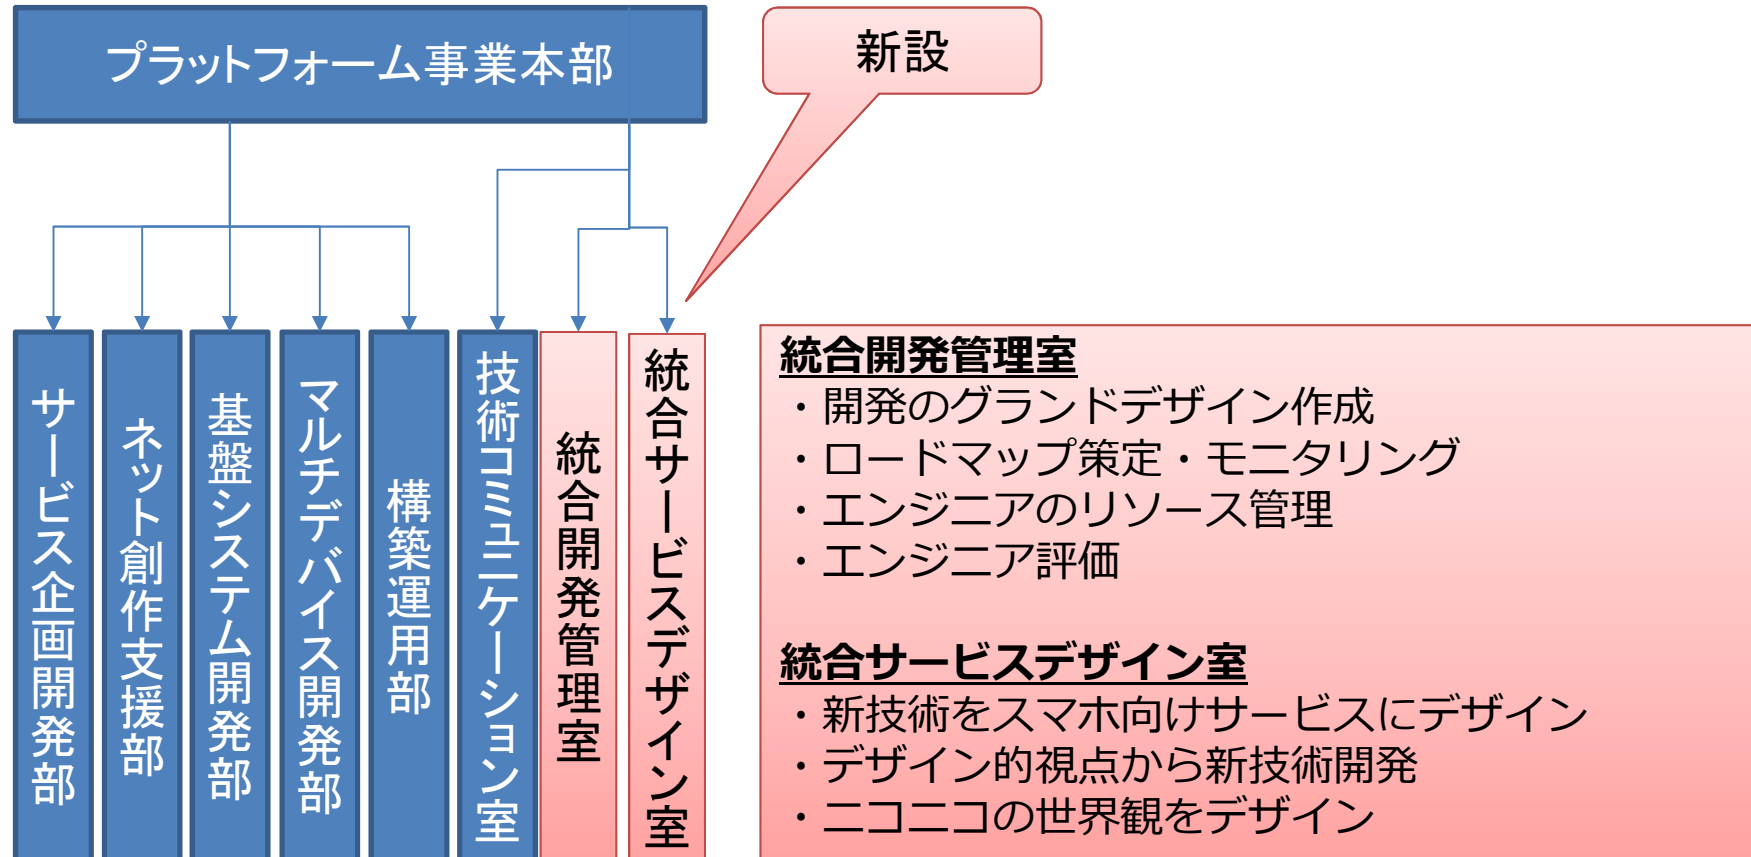 プラットフォーム事業本部
新設
サービス企画開発部
ネット創作支援部
基盤システム開発部
マルチデバイス開発部
構築運用部
技術コミュニケーション室
統合開発管理室
統合サービスデザイン室
統合開発管理室
・開発のグランドデザイン作成
・ロードマップ策定・モニタリング
・エンジニアのリソース管理
・エンジニア評価
統合サービスデザイン室
・新技術をスマホ向けサービスにデザイン
・デザイン的視点から新技術開発
・ニコニコの世界観をデザイン